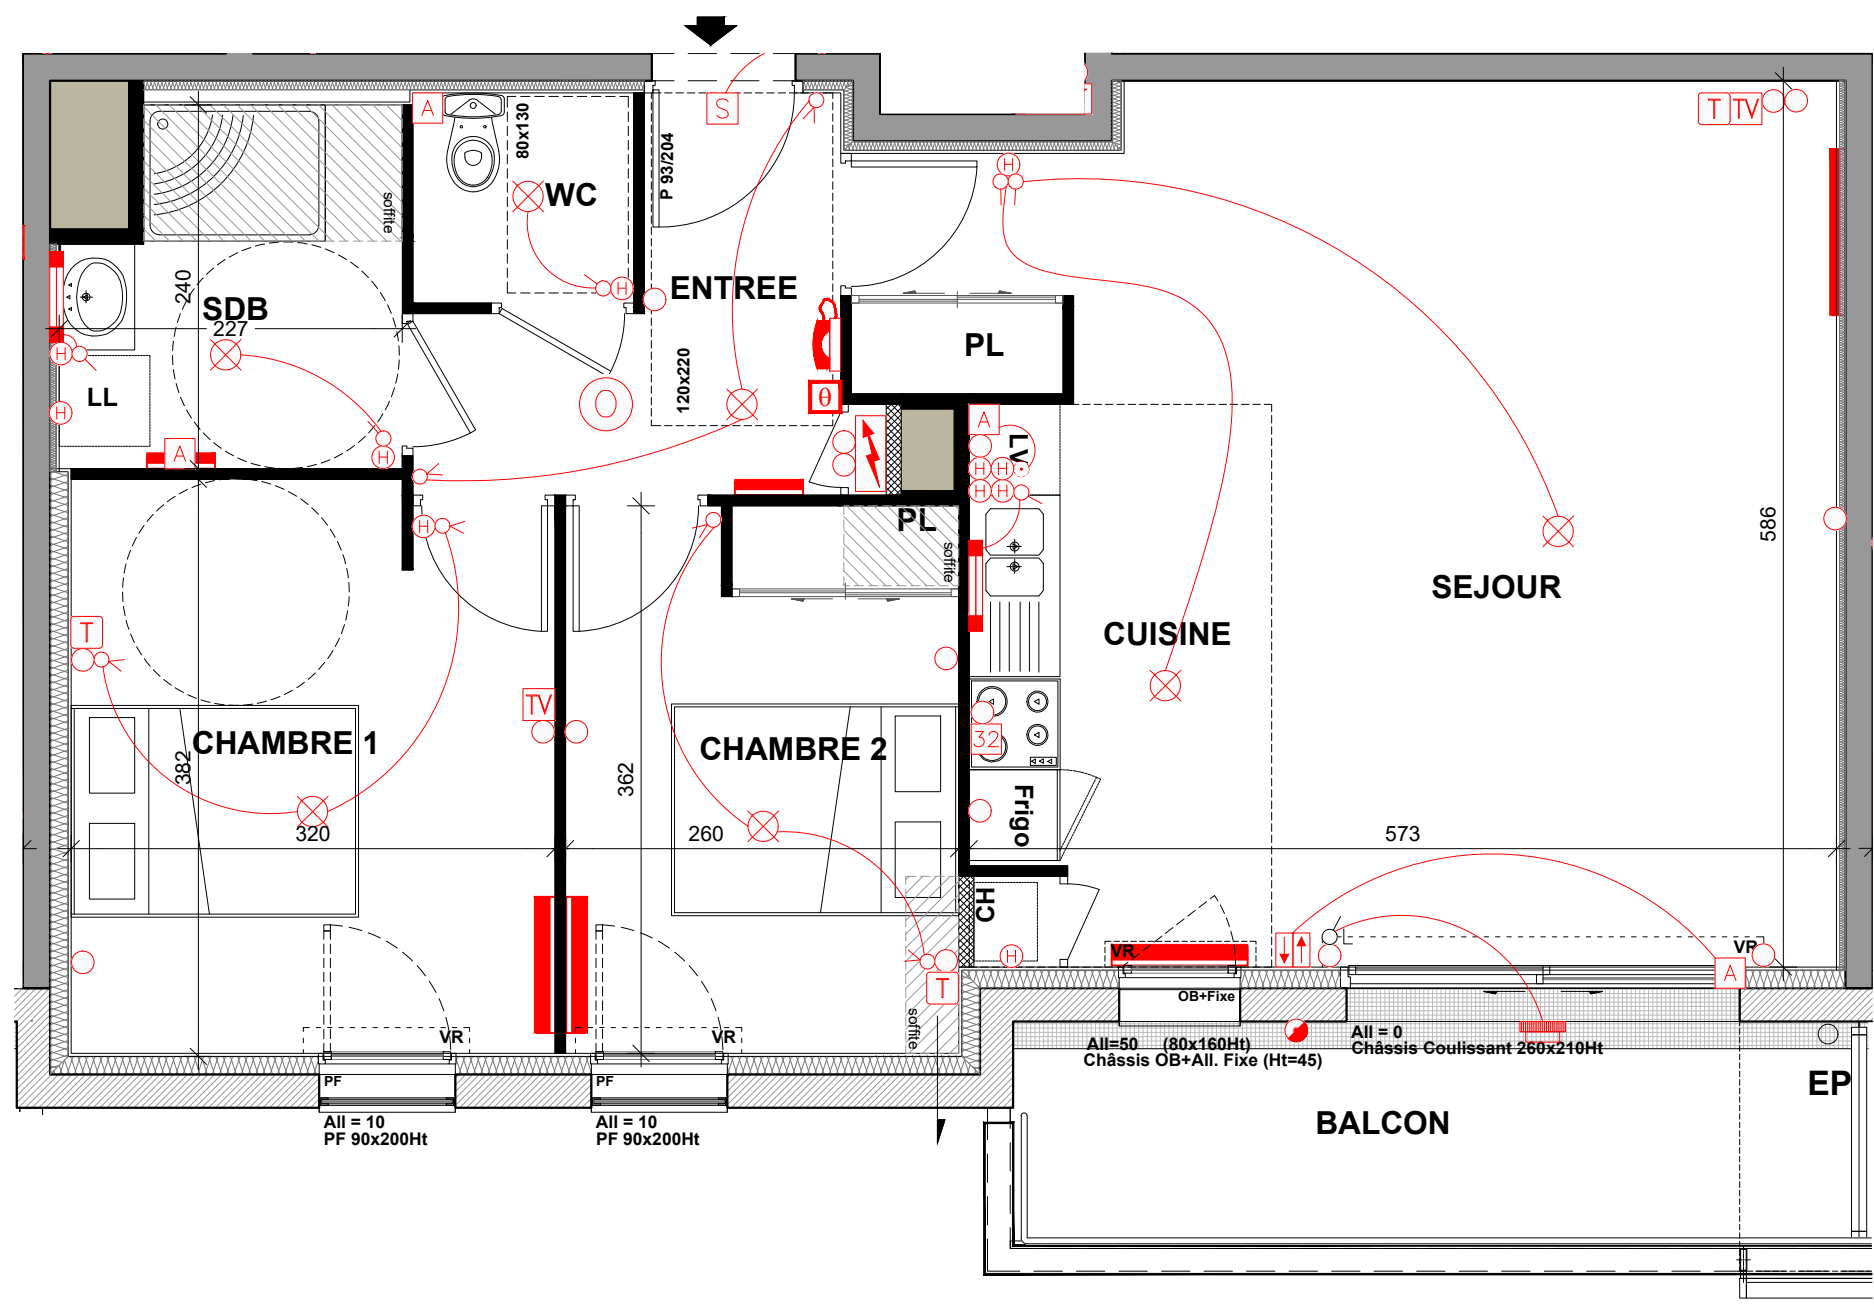 S
A
80x130
WC
P 93/204
T TV
H
soffite
240
SDB
227
H
ENTREE
H
LL
H
A
H
O
120x220
θ
PL
A
LV
H H
H H
PL
soffite
586
SEJOUR
CUISINE
H
T
TV
CHAMBRE 1
382
362
CHAMBRE 2
32
Frigo
320
260
573
CH
H
VR
VR
A
T
soffite
VR
VR
OB+Fixe
PF
PF
All=50 (80x160Ht)
Châssis OB+All. Fixe (Ht=45)
All = 0
Châssis Coulissant 260x210Ht
EP
All = 10
PF 90x200Ht
All = 10
PF 90x200Ht
BALCON